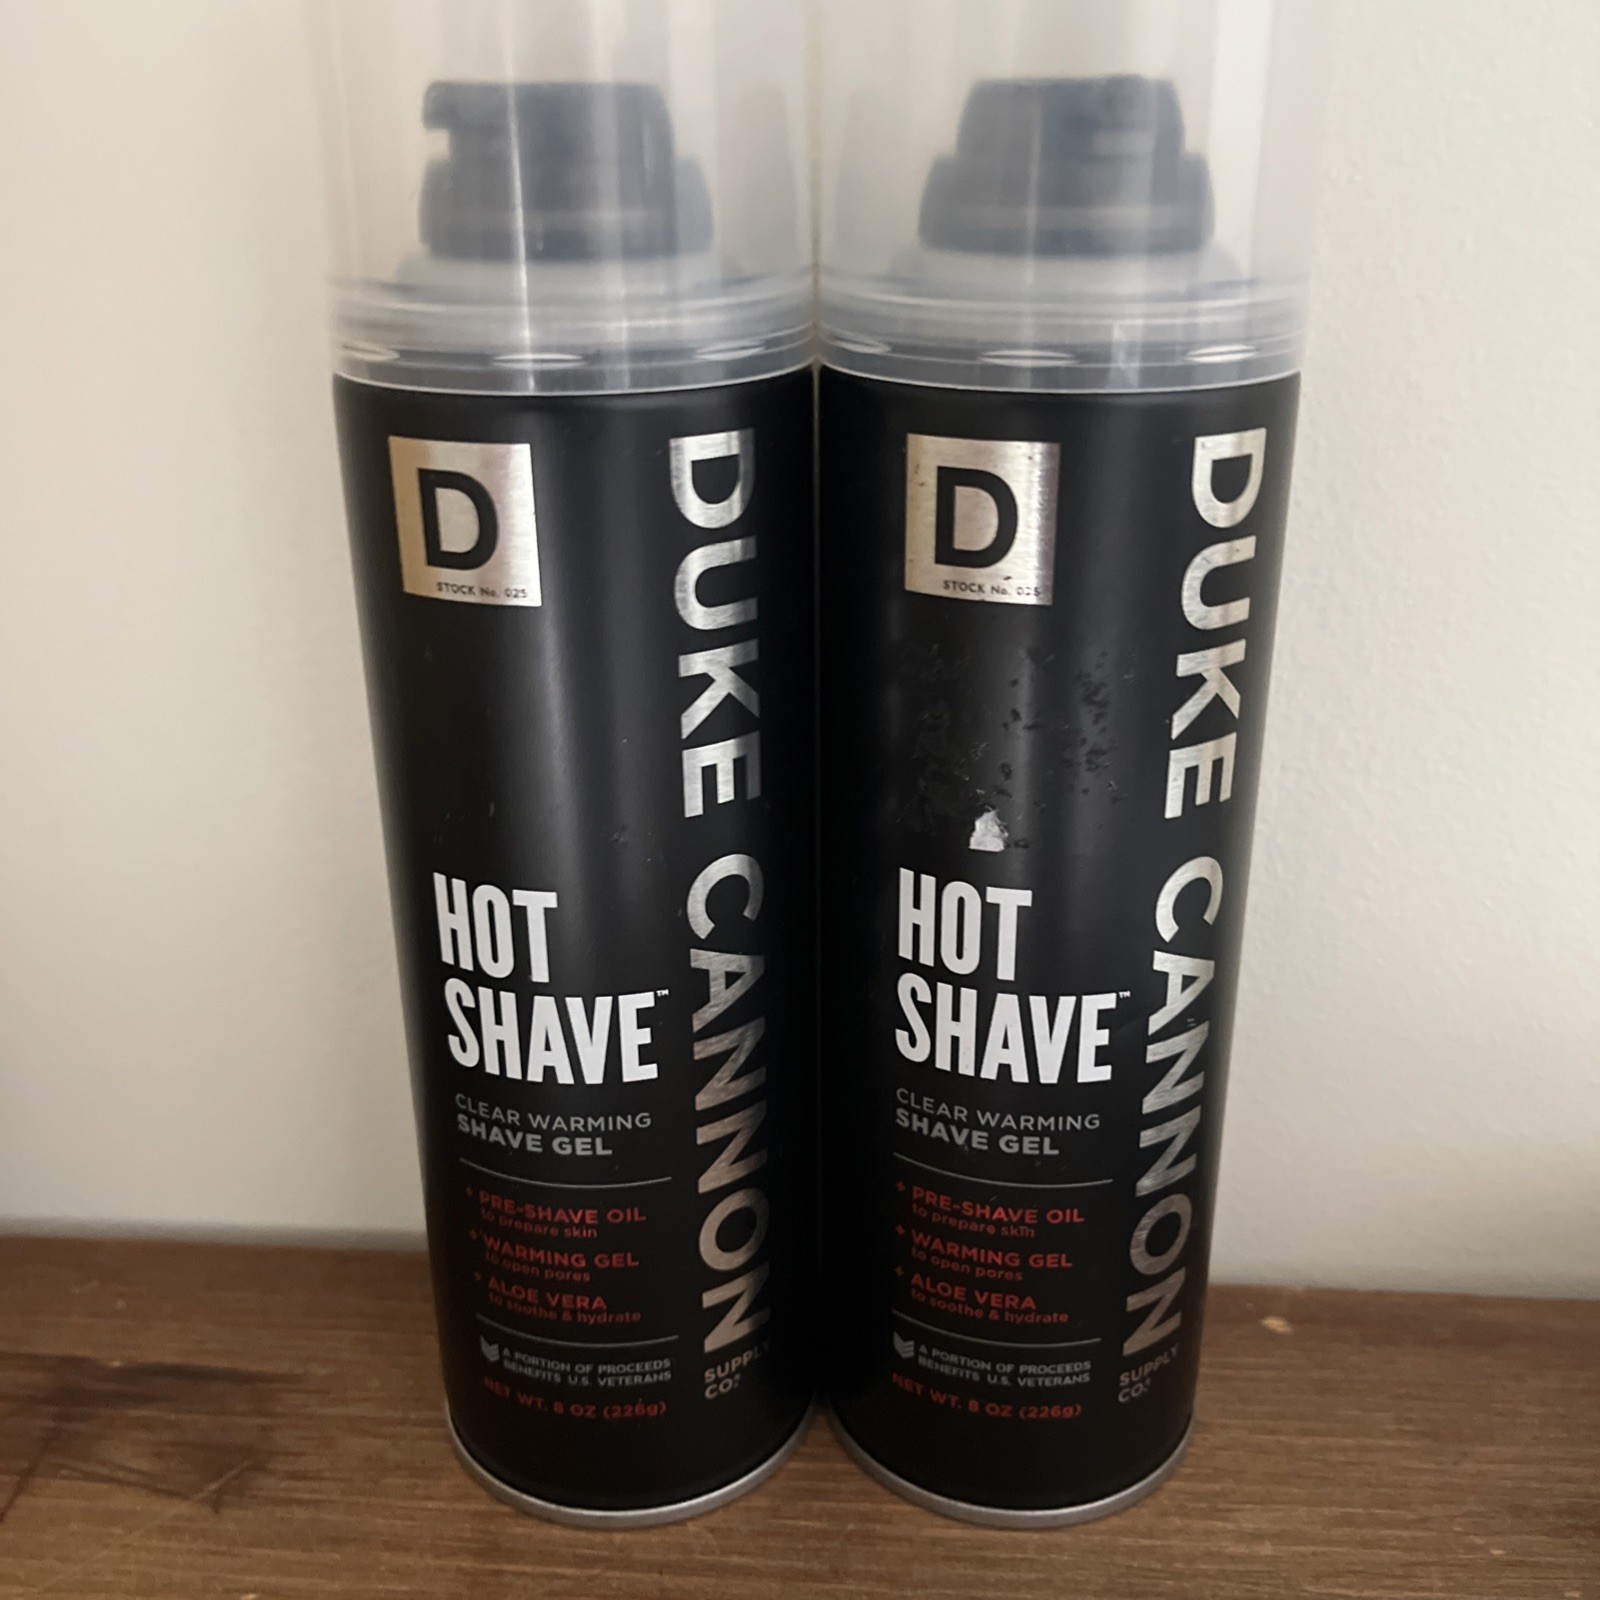 D
STOCK No. 025
DUKE CANNON
SUPPLY
CO.
HOT
SHAVE™
CLEAR WARMING
SHAVE GEL
+ PRE-SHAVE OIL
to prepare skin
+ WARMING GEL
to open pores
+ ALOE VERA
to soothe & hydrate
A PORTION OF PROCEEDS
BENEFITS U.S. VETERANS
NET WT. 8 OZ (226g)
D
STOCK No. 025
DUKE CANNON
SUPPLY
CO.
HOT
SHAVE™
CLEAR WARMING
SHAVE GEL
+ PRE-SHAVE OIL
to prepare skin
+ WARMING GEL
to open pores
+ ALOE VERA
to soothe & hydrate
A PORTION OF PROCEEDS
BENEFITS U.S. VETERANS
NET WT. 8 OZ (226g)